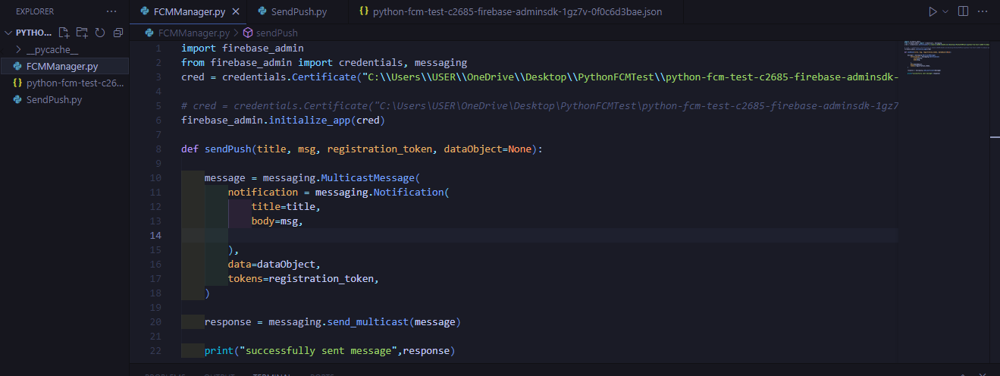 EXPLORER ···
FCMManager.py × SendPush.py {} python-fcm-test-c2685-firebase-adminsdk-1gz7v-0f0c6d3bae.json ···
PYTHO...
FCMManager.py > sendPush
> __pycache__
FCMManager.py
{} python-fcm-test-c26...
SendPush.py
1 import firebase_admin
2 from firebase_admin import credentials, messaging
3 cred = credentials.Certificate("C:\\Users\\USER\\OneDrive\\Desktop\\PythonFCMTest\\python-fcm-test-c2685-firebase-adminsdk-
4
5 # cred = credentials.Certificate("C:\Users\USER\OneDrive\Desktop\PythonFCMTest\python-fcm-test-c2685-firebase-adminsdk-1gz7
6 firebase_admin.initialize_app(cred)
7
8 def sendPush(title, msg, registration_token, dataObject=None):
9
10 message = messaging.MulticastMessage(
11 notification = messaging.Notification(
12 title=title,
13 body=msg,
14
15 ),
16 data=dataObject,
17 tokens=registration_token,
18 )
19
20 response = messaging.send_multicast(message)
21
22 print("successfully sent message",response)